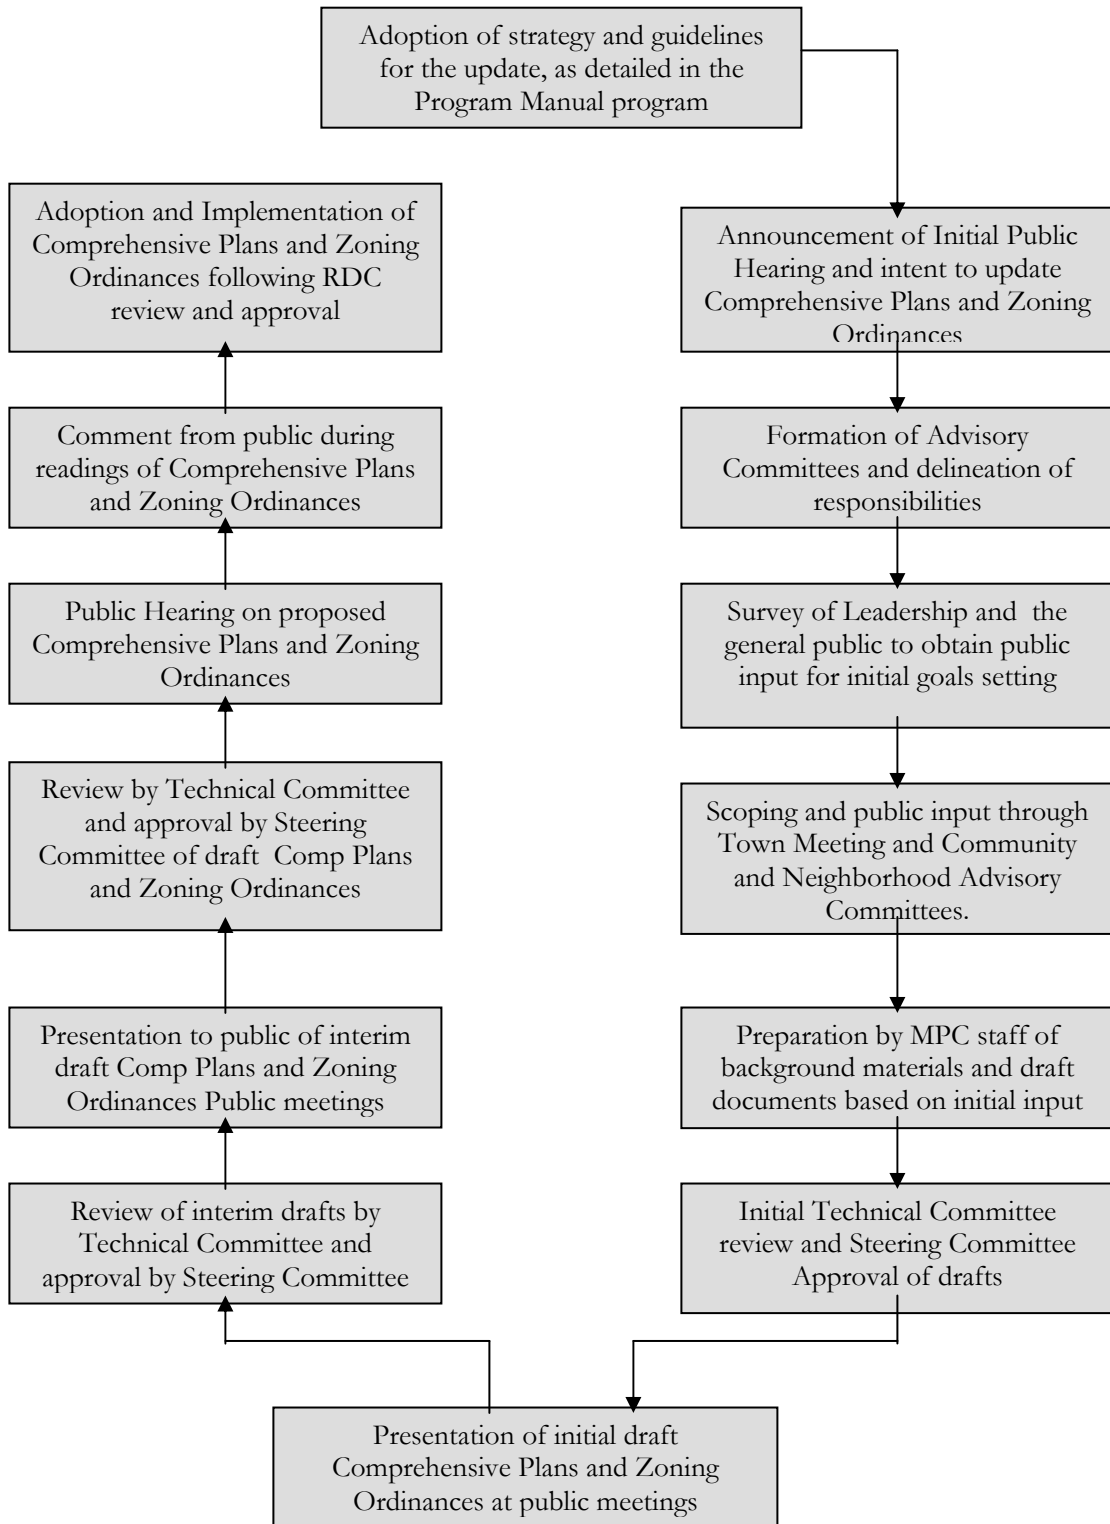 Adoption of strategy and guidelines
for the update, as detailed in the
Program Manual program
Announcement of Initial Public
Hearing and intent to update
Comprehensive Plans and Zoning
Ordinances
Formation of Advisory
Committees and delineation of
responsibilities
Survey of Leadership and the
general public to obtain public
input for initial goals setting
Scoping and public input through
Town Meeting and Community
and Neighborhood Advisory
Committees.
Preparation by MPC staff of
background materials and draft
documents based on initial input
Initial Technical Committee
review and Steering Committee
Approval of drafts
Presentation of initial draft
Comprehensive Plans and Zoning
Ordinances at public meetings
Review of interim drafts by
Technical Committee and
approval by Steering Committee
Presentation to public of interim
draft Comp Plans and Zoning
Ordinances Public meetings
Review by Technical Committee
and approval by Steering
Committee of draft Comp Plans
and Zoning Ordinances
Public Hearing on proposed
Comprehensive Plans and Zoning
Ordinances
Comment from public during
readings of Comprehensive Plans
and Zoning Ordinances
Adoption and Implementation of
Comprehensive Plans and Zoning
Ordinances following RDC
review and approval